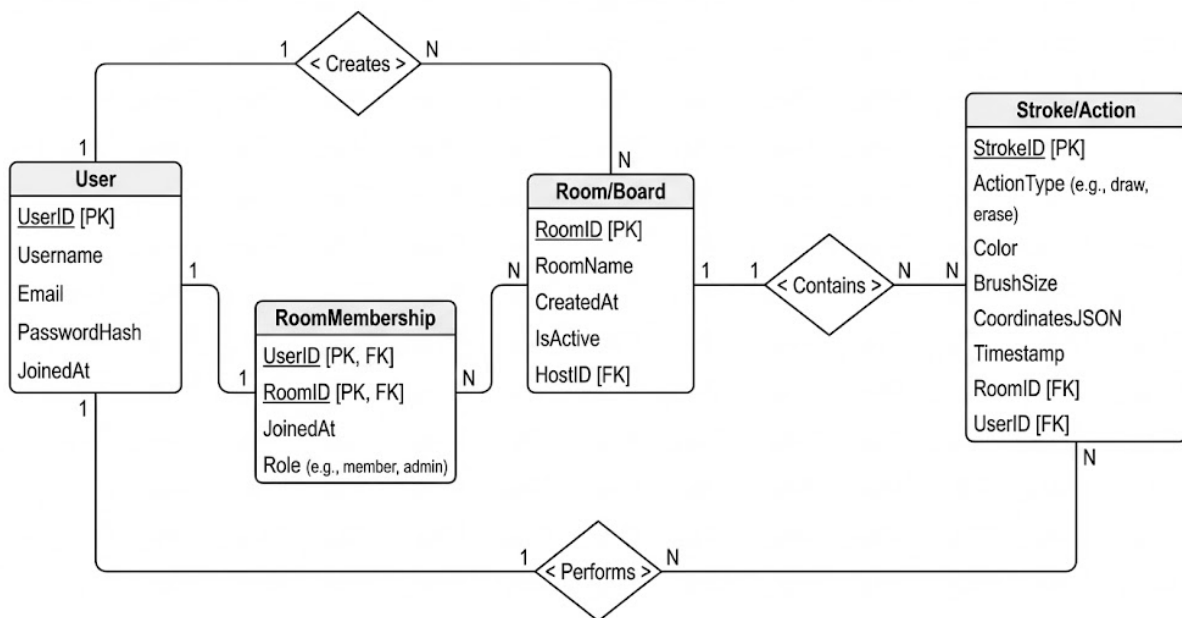 1
< Creates >
N
1
N
User
UserID [PK]
Username
Email
PasswordHash
JoinedAt
1
1
1
RoomMembership
UserID [PK, FK]
RoomID [PK, FK]
JoinedAt
Role (e.g., member, admin)
N
N
Room/Board
RoomID [PK]
RoomName
CreatedAt
IsActive
HostID [FK]
1
1
< Contains >
N
N
Stroke/Action
StrokeID [PK]
ActionType (e.g., draw,
erase)
Color
BrushSize
CoordinatesJSON
Timestamp
RoomID [FK]
UserID [FK]
N
1
< Performs >
N